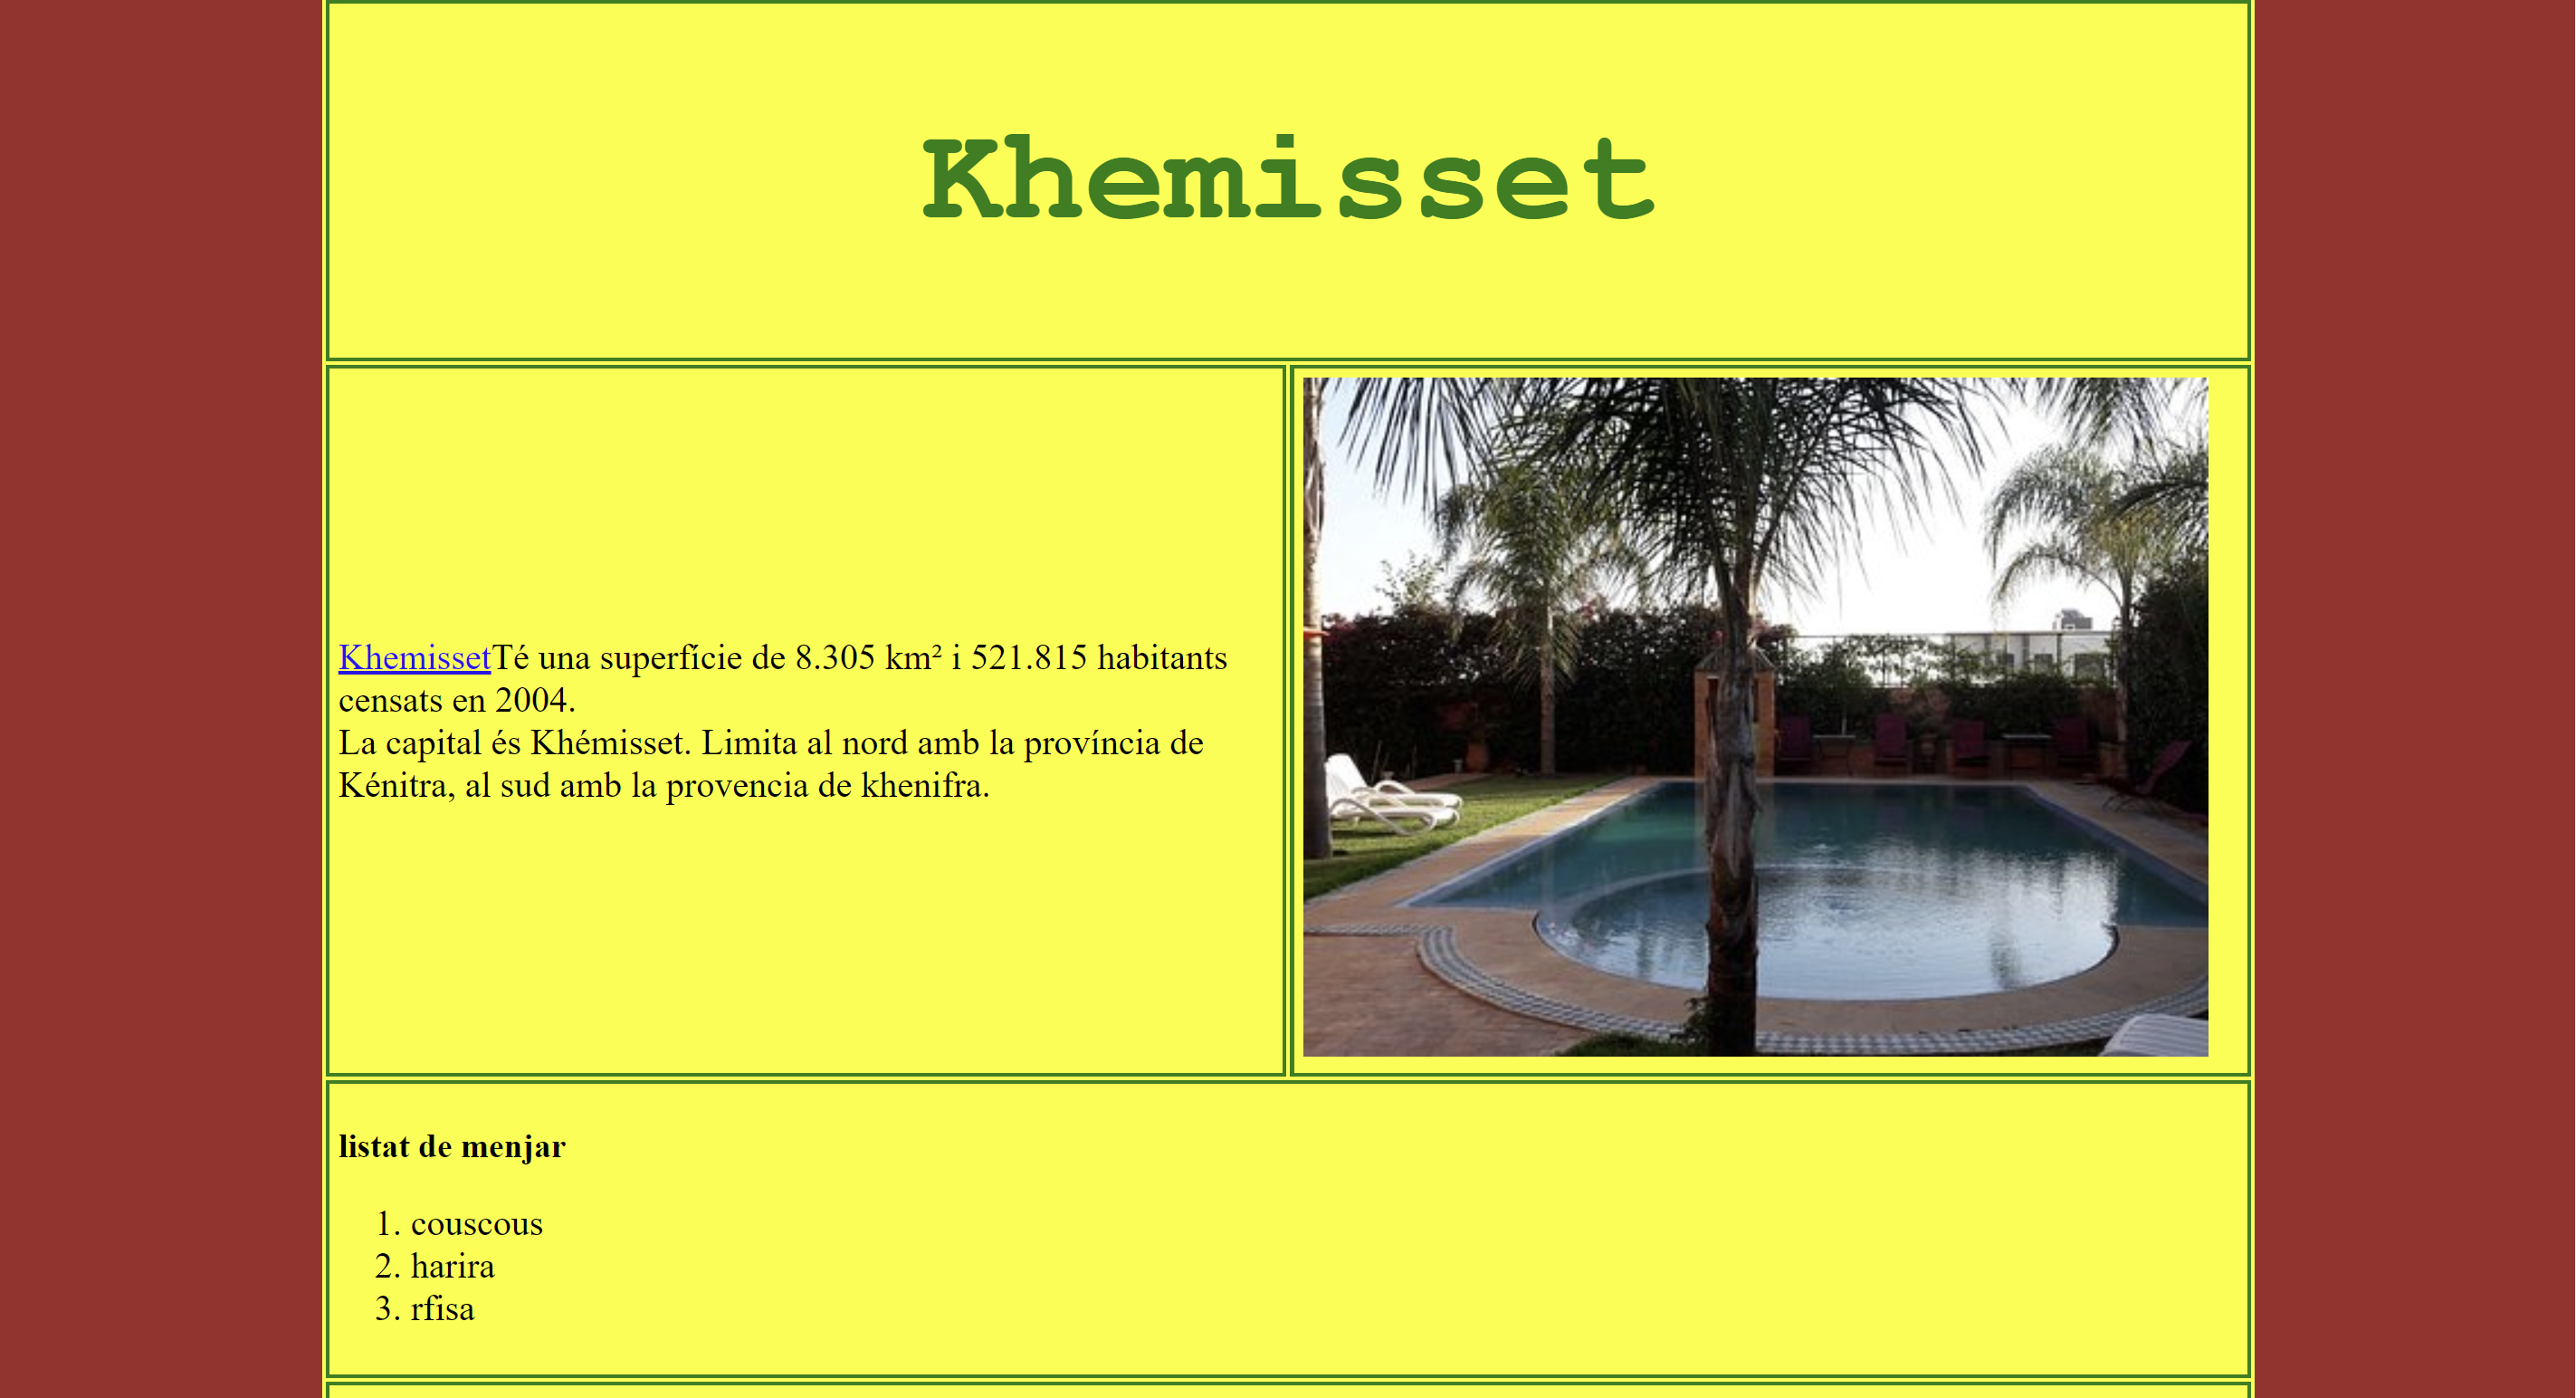 Khemisset
KhemissetTé una superfície de 8.305 km² i 521.815 habitants
censats en 2004.
La capital és Khémisset. Limita al nord amb la província de
Kénitra, al sud amb la provencia de khenifra.
listat de menjar
1. couscous
2. harira
3. rfisa